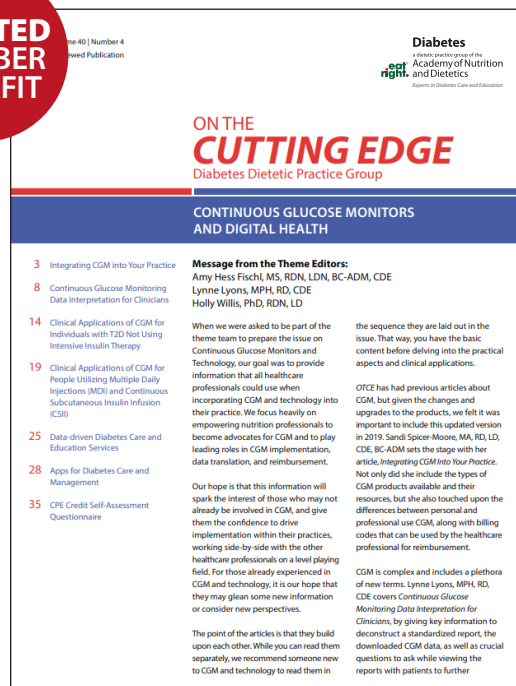 TED
BER
FIT
me 40 | Number 4
ewed Publication
Diabetes
a dietetic practice group of the
eat right. Academy of Nutrition
and Dietetics
Experts in Diabetes Care and Education
ON THE
CUTTING EDGE
Diabetes Dietetic Practice Group
CONTINUOUS GLUCOSE MONITORS
AND DIGITAL HEALTH
3 Integrating CGM into Your Practice
8 Continuous Glucose Monitoring
Data Interpretation for Clinicians
14 Clinical Applications of CGM for
Individuals with T2D Not Using
Intensive Insulin Therapy
19 Clinical Applications of CGM for
People Utilizing Multiple Daily
Injections (MDI) and Continuous
Subcutaneous Insulin Infusion
(CSII)
25 Data-driven Diabetes Care and
Education Services
28 Apps for Diabetes Care and
Management
35 CPE Credit Self-Assessment
Questionnaire
Message from the Theme Editors:
Amy Hess Fischl, MS, RDN, LDN, BC-ADM, CDE
Lynne Lyons, MPH, RD, CDE
Holly Willis, PhD, RDN, LD
When we were asked to be part of the
theme team to prepare the issue on
Continuous Glucose Monitors and
Technology, our goal was to provide
information that all healthcare
professionals could use when
incorporating CGM and technology into
their practice. We focus heavily on
empowering nutrition professionals to
become advocates for CGM and to play
leading roles in CGM implementation,
data translation, and reimbursement.
Our hope is that this information will
spark the interest of those who may not
already be involved in CGM, and give
them the confidence to drive
implementation within their practices,
working side-by-side with the other
healthcare professionals on a level playing
field. For those already experienced in
CGM and technology, it is our hope that
they may glean some new information
or consider new perspectives.
The point of the articles is that they build
upon each other. While you can read them
separately, we recommend someone new
to CGM and technology to read them in
the sequence they are laid out in the
issue. That way, you have the basic
content before delving into the practical
aspects and clinical applications.
OTCE has had previous articles about
CGM, but given the changes and
upgrades to the products, we felt it was
important to include this updated version
in 2019. Sandi Spicer-Moore, MA, RD, LD,
CDE, BC-ADM sets the stage with her
article, Integrating CGM Into Your Practice.
Not only did she include the types of
CGM products available and their
resources, but she also touched upon the
differences between personal and
professional use CGM, along with billing
codes that can be used by the healthcare
professional for reimbursement.
CGM is complex and includes a plethora
of new terms. Lynne Lyons, MPH, RD,
CDE covers Continuous Glucose
Monitoring Data Interpretation for
Clinicians, by giving key information to
deconstruct a standardized report, the
downloaded CGM data, as well as crucial
questions to ask while viewing the
reports with patients to further